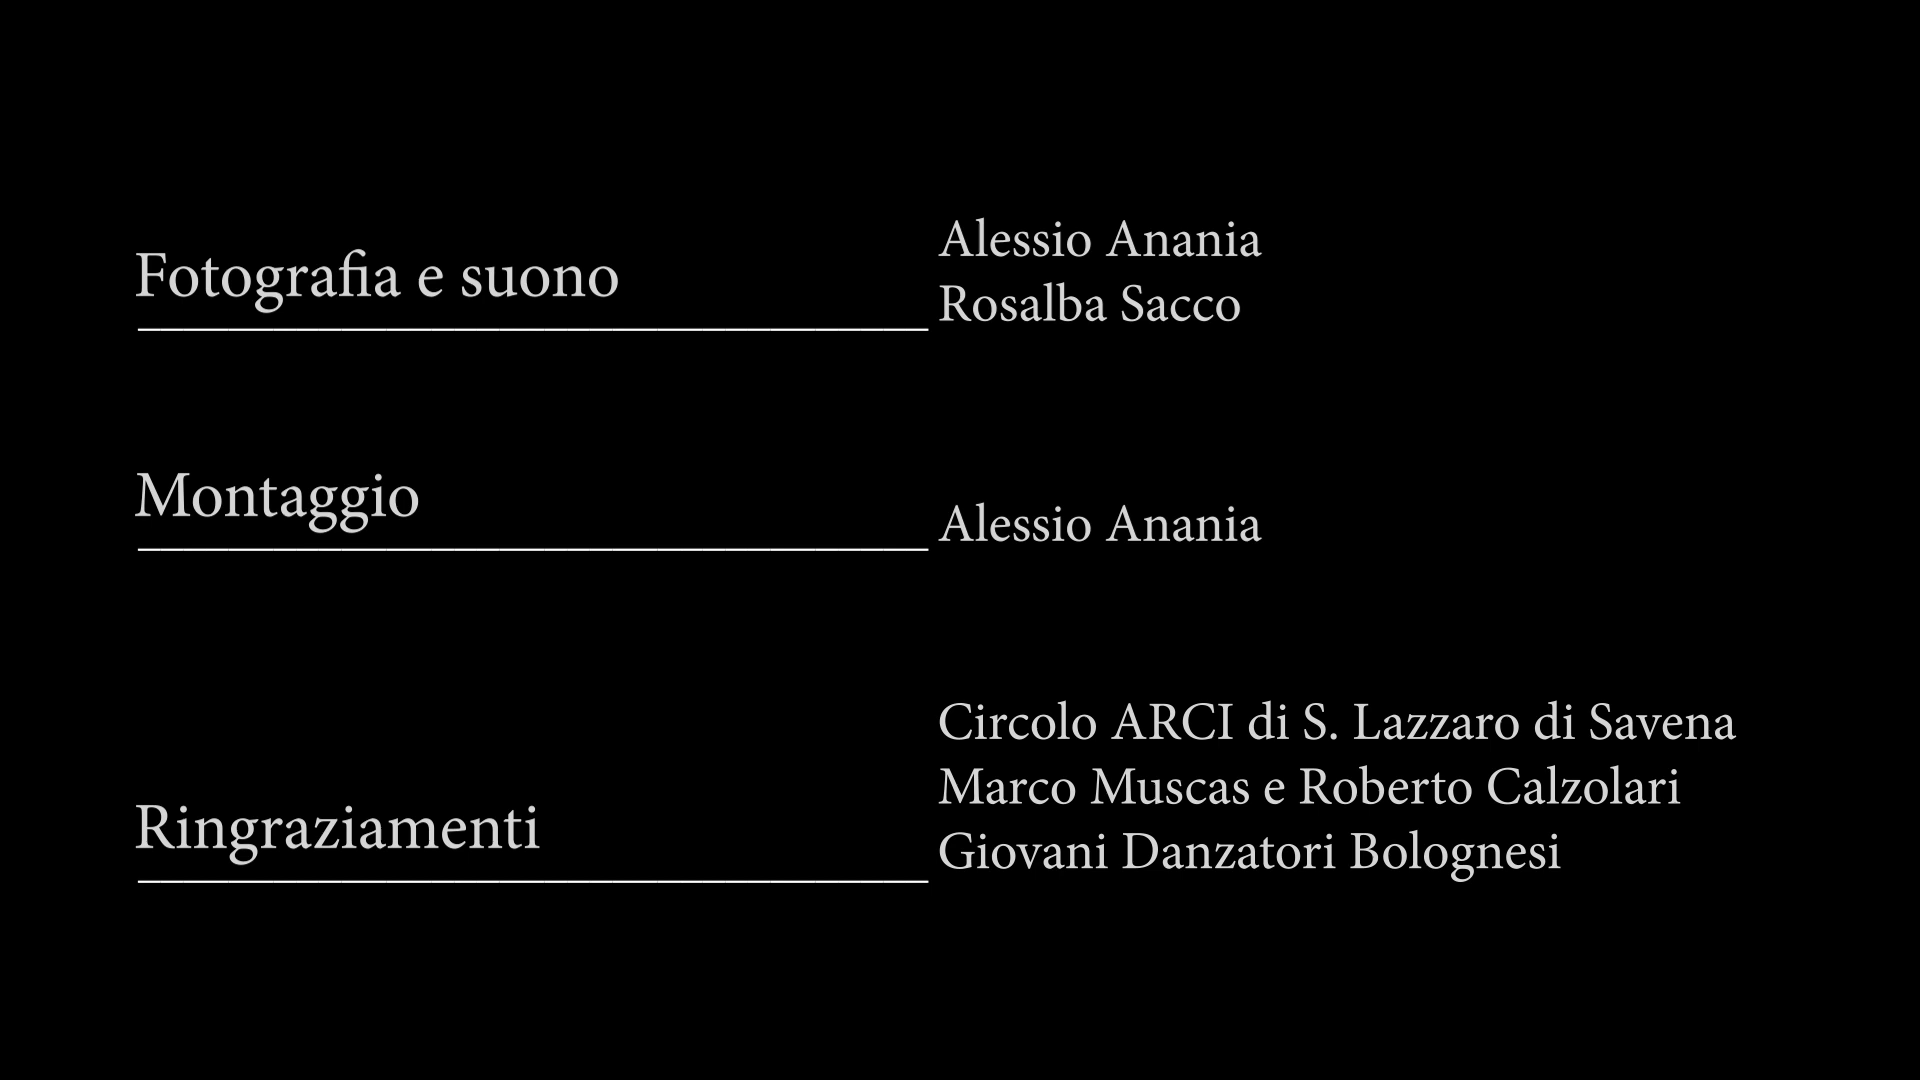 Fotografia e suono
Alessio Anania
Rosalba Sacco
Montaggio
Alessio Anania
Ringraziamenti
Circolo ARCI di S. Lazzaro di Savena
Marco Muscas e Roberto Calzolari
Giovani Danzatori Bolognesi